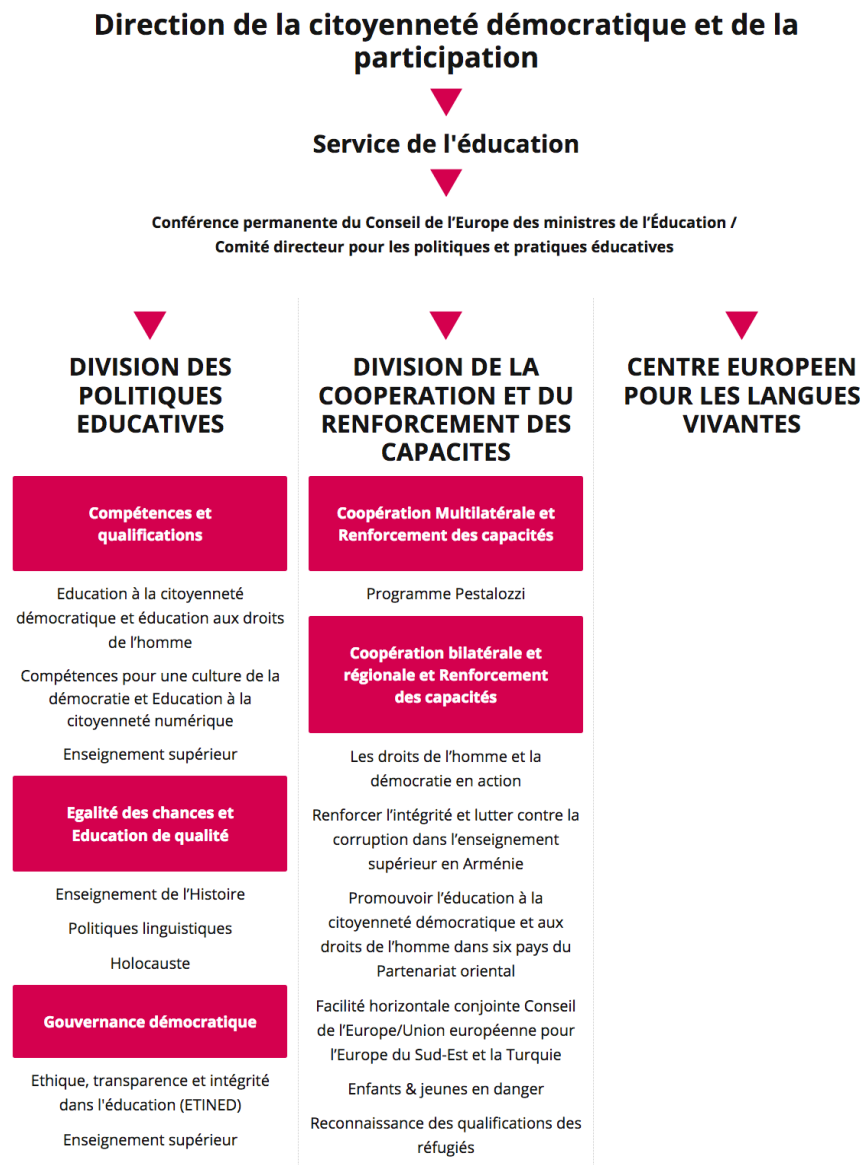 Direction de la citoyenneté démocratique et de la
participation
Service de l'éducation
Conférence permanente du Conseil de l’Europe des ministres de l’Éducation /
Comité directeur pour les politiques et pratiques éducatives
DIVISION DES
POLITIQUES
EDUCATIVES
Compétences et
qualifications
Education à la citoyenneté
démocratique et éducation aux droits
de l’homme
Compétences pour une culture de la
démocratie et Education à la
citoyenneté numérique
Enseignement supérieur
Egalité des chances et
Education de qualité
Enseignement de l’Histoire
Politiques linguistiques
Holocauste
Gouvernance démocratique
Ethique, transparence et intégrité
dans l'éducation (ETINED)
Enseignement supérieur
DIVISION DE LA
COOPERATION ET DU
RENFORCEMENT DES
CAPACITES
Coopération Multilatérale et
Renforcement des capacités
Programme Pestalozzi
Coopération bilatérale et
régionale et Renforcement
des capacités
Les droits de l’homme et la
démocratie en action
Renforcer l’intégrité et lutter contre la
corruption dans l’enseignement
supérieur en Arménie
Promouvoir l’éducation à la
citoyenneté démocratique et aux
droits de l’homme dans six pays du
Partenariat oriental
Facilité horizontale conjointe Conseil
de l’Europe/Union européenne pour
l’Europe du Sud-Est et la Turquie
Enfants & jeunes en danger
Reconnaissance des qualifications des
réfugiés
CENTRE EUROPEEN
POUR LES LANGUES
VIVANTES